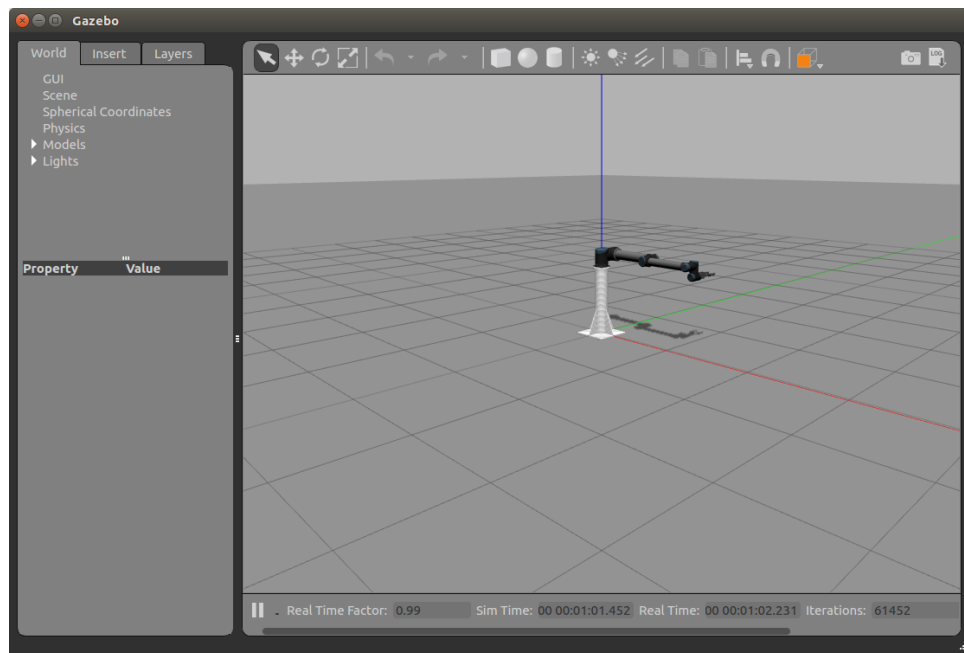 Gazebo
World Insert Layers
GUI
Scene
Spherical Coordinates
Physics
Models
Lights
Property Value
LOG
Real Time Factor: 0.99 Sim Time: 00 00:01:01.452 Real Time: 00 00:01:02.231 Iterations: 61452